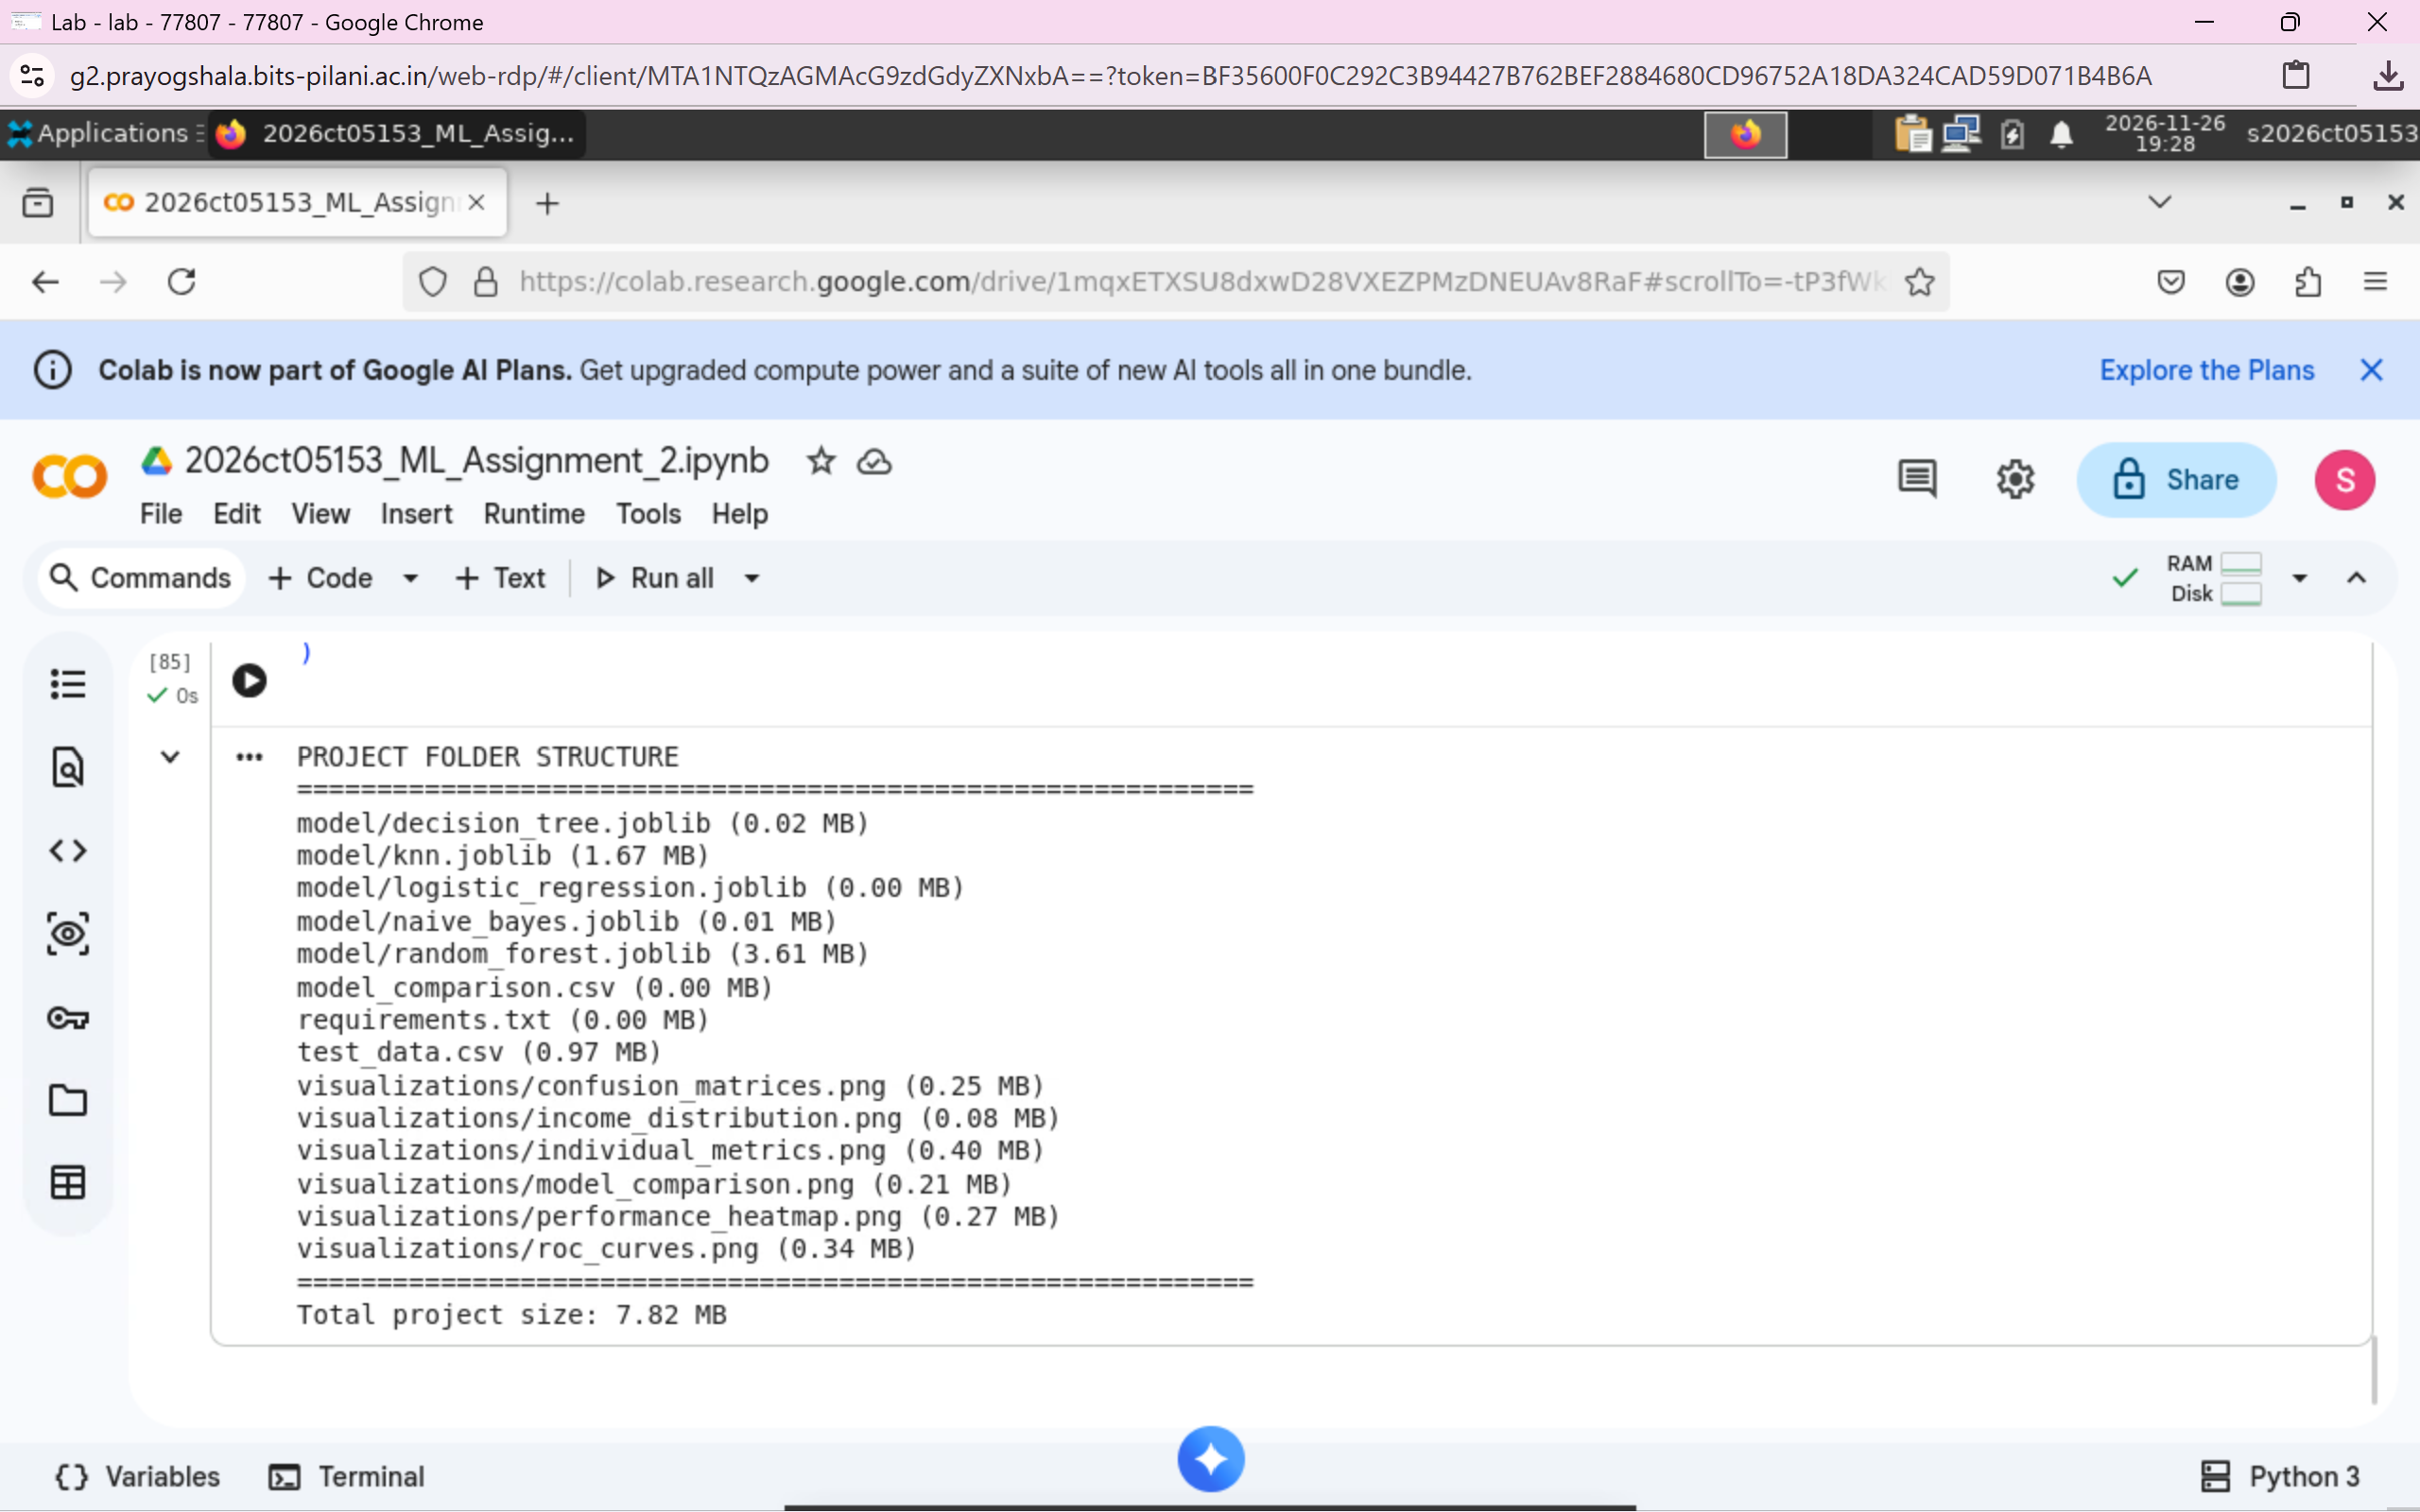 Lab - lab - 77807 - 77807 - Google Chrome
g2.prayogshala.bits-pilani.ac.in/web-rdp/#/client/MTA1NTQzAGMAcG9zdGdyZXNxbA==?token=BF35600F0C292C3B94427B762BEF2884680CD96752A18DA324CAD59D071B4B6A
Applications 2026ct05153_ML_Assig... 2026-11-26 19:28 s2026ct05153
2026ct05153_ML_Assign
https://colab.research.google.com/drive/1mqxETXSU8dxwD28VXEZPMzDNEUAv8RaF#scrollTo=-tP3fWk
Colab is now part of Google AI Plans. Get upgraded compute power and a suite of new AI tools all in one bundle. Explore the Plans
2026ct05153_ML_Assignment_2.ipynb
Share S
File Edit View Insert Runtime Tools Help
Commands + Code + Text Run all RAM Disk
[85] )
0s
PROJECT FOLDER STRUCTURE
============================================================
model/decision_tree.joblib (0.02 MB)
model/knn.joblib (1.67 MB)
model/logistic_regression.joblib (0.00 MB)
model/naive_bayes.joblib (0.01 MB)
model/random_forest.joblib (3.61 MB)
model_comparison.csv (0.00 MB)
requirements.txt (0.00 MB)
test_data.csv (0.97 MB)
visualizations/confusion_matrices.png (0.25 MB)
visualizations/income_distribution.png (0.08 MB)
visualizations/individual_metrics.png (0.40 MB)
visualizations/model_comparison.png (0.21 MB)
visualizations/performance_heatmap.png (0.27 MB)
visualizations/roc_curves.png (0.34 MB)
============================================================
Total project size: 7.82 MB
Variables Terminal Python 3